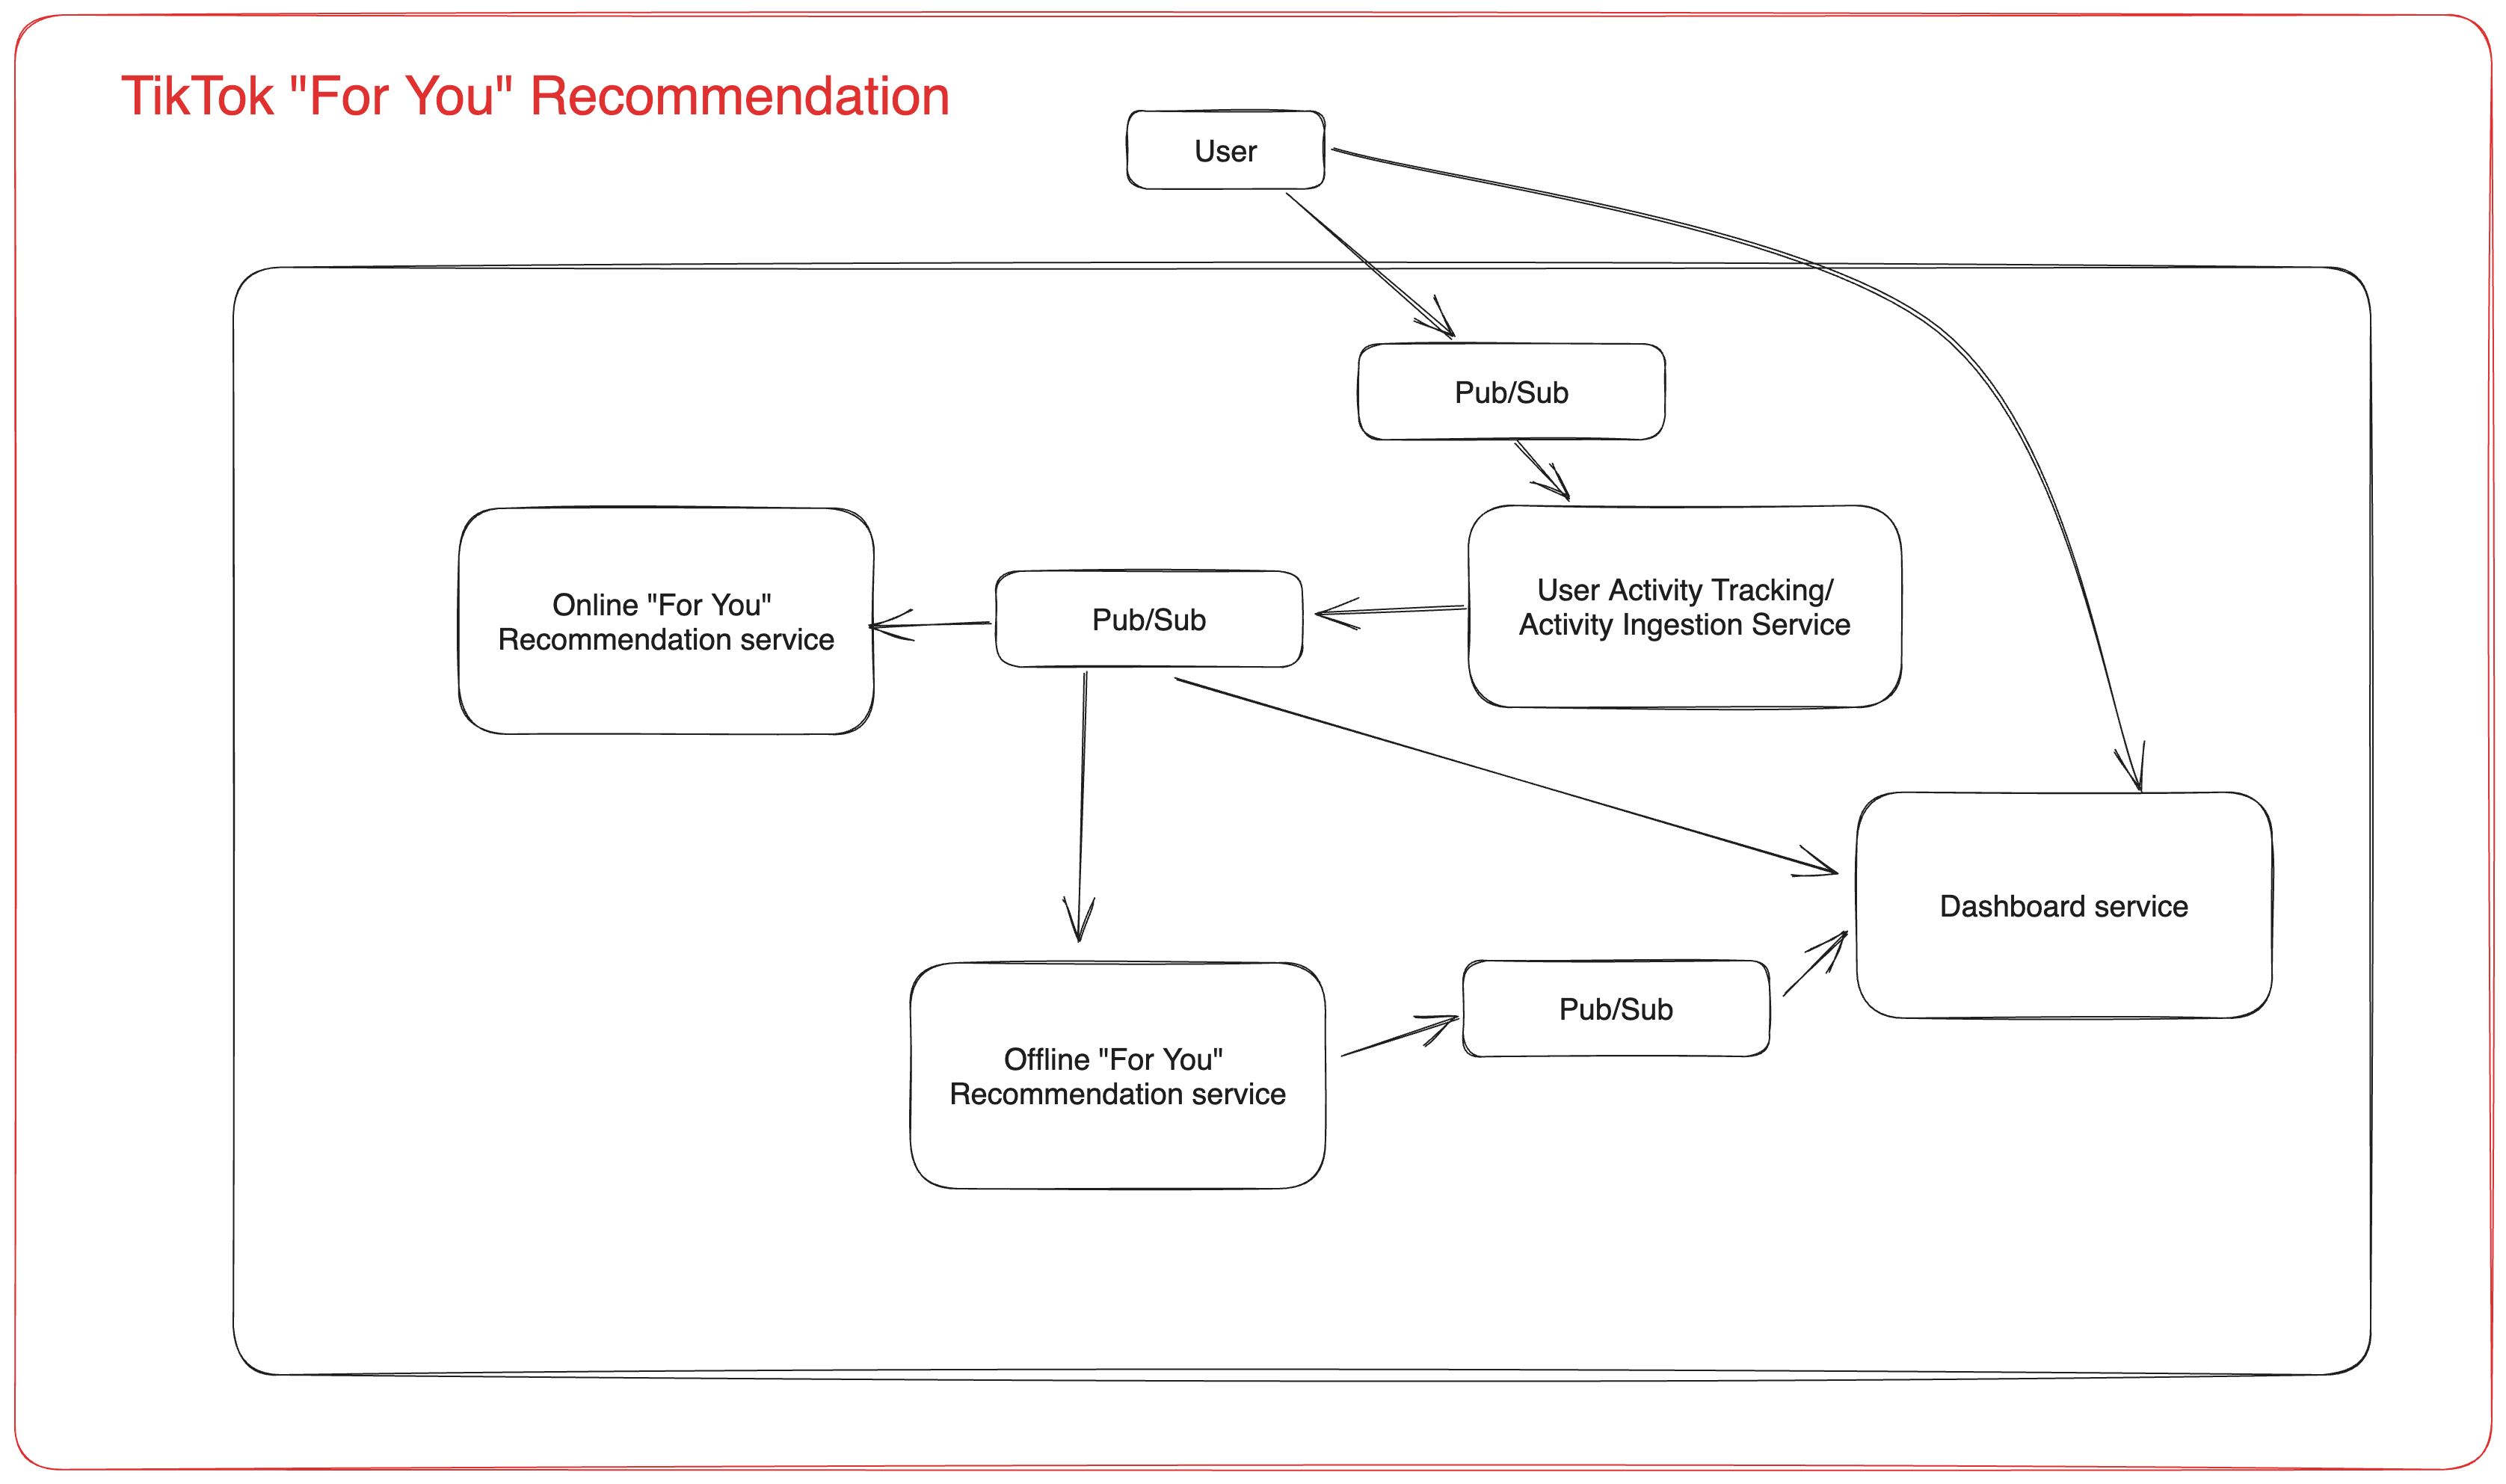 TikTok "For You" Recommendation
User
Pub/Sub
Online "For You"
Recommendation service
Pub/Sub
User Activity Tracking/
Activity Ingestion Service
Dashboard service
Offline "For You"
Recommendation service
Pub/Sub